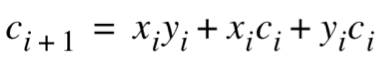 c_{i+1} = x_i y_i + x_i c_i + y_i c_i